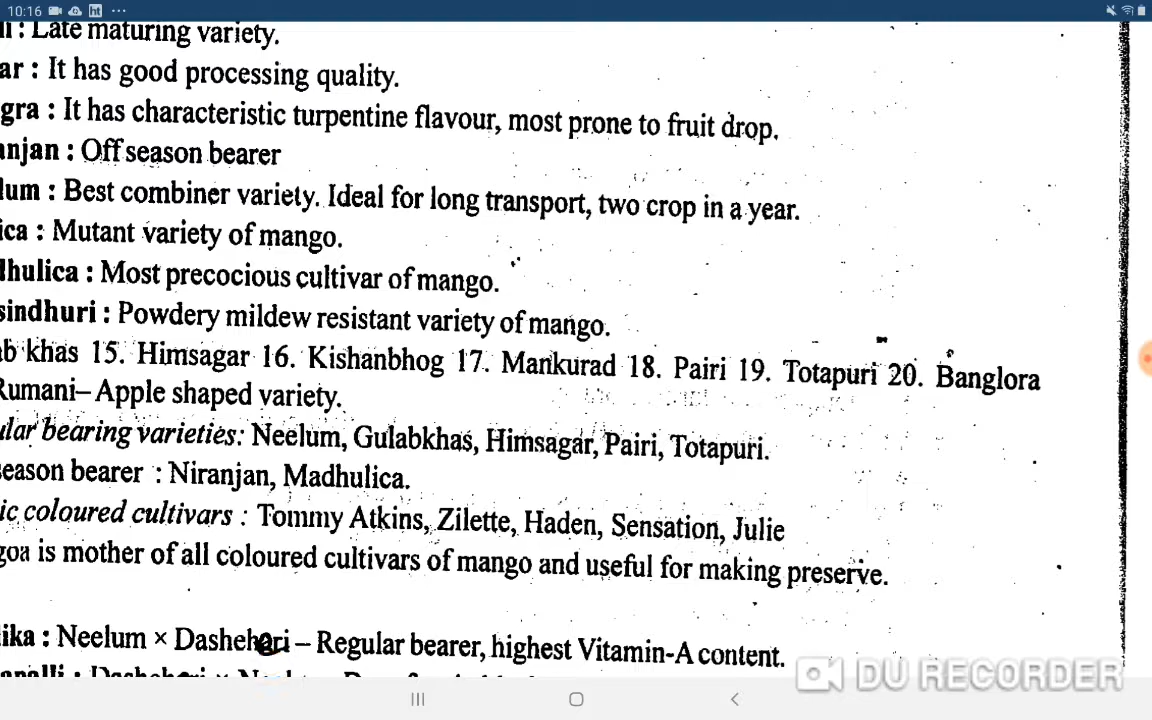 10:16
: Late maturing variety.
ar : It has good processing quality.
gra : It has characteristic turpentine flavour, most prone to fruit drop.
anjan : Off season bearer
lum : Best combiner variety. Ideal for long transport, two crop in a year.
ica : Mutant variety of mango.
dhulica : Most precocious cultivar of mango.
sindhuri : Powdery mildew resistant variety of mango.
ab khas 15. Himsagar 16. Kishanbhog 17. Mankurad 18. Pairi 19. Totapuri 20. Banglora
Rumani– Apple shaped variety.
ular bearing varieties: Neelum, Gulabkhas, Himsagar, Pairi, Totapuri.
season bearer : Niranjan, Madhulica.
ic coloured cultivars : Tommy Atkins, Zilette, Haden, Sensation, Julie
goa is mother of all coloured cultivars of mango and useful for making preserve.
ika : Neelum × Dashehari – Regular bearer, highest Vitamin-A content.
DU RECORDER